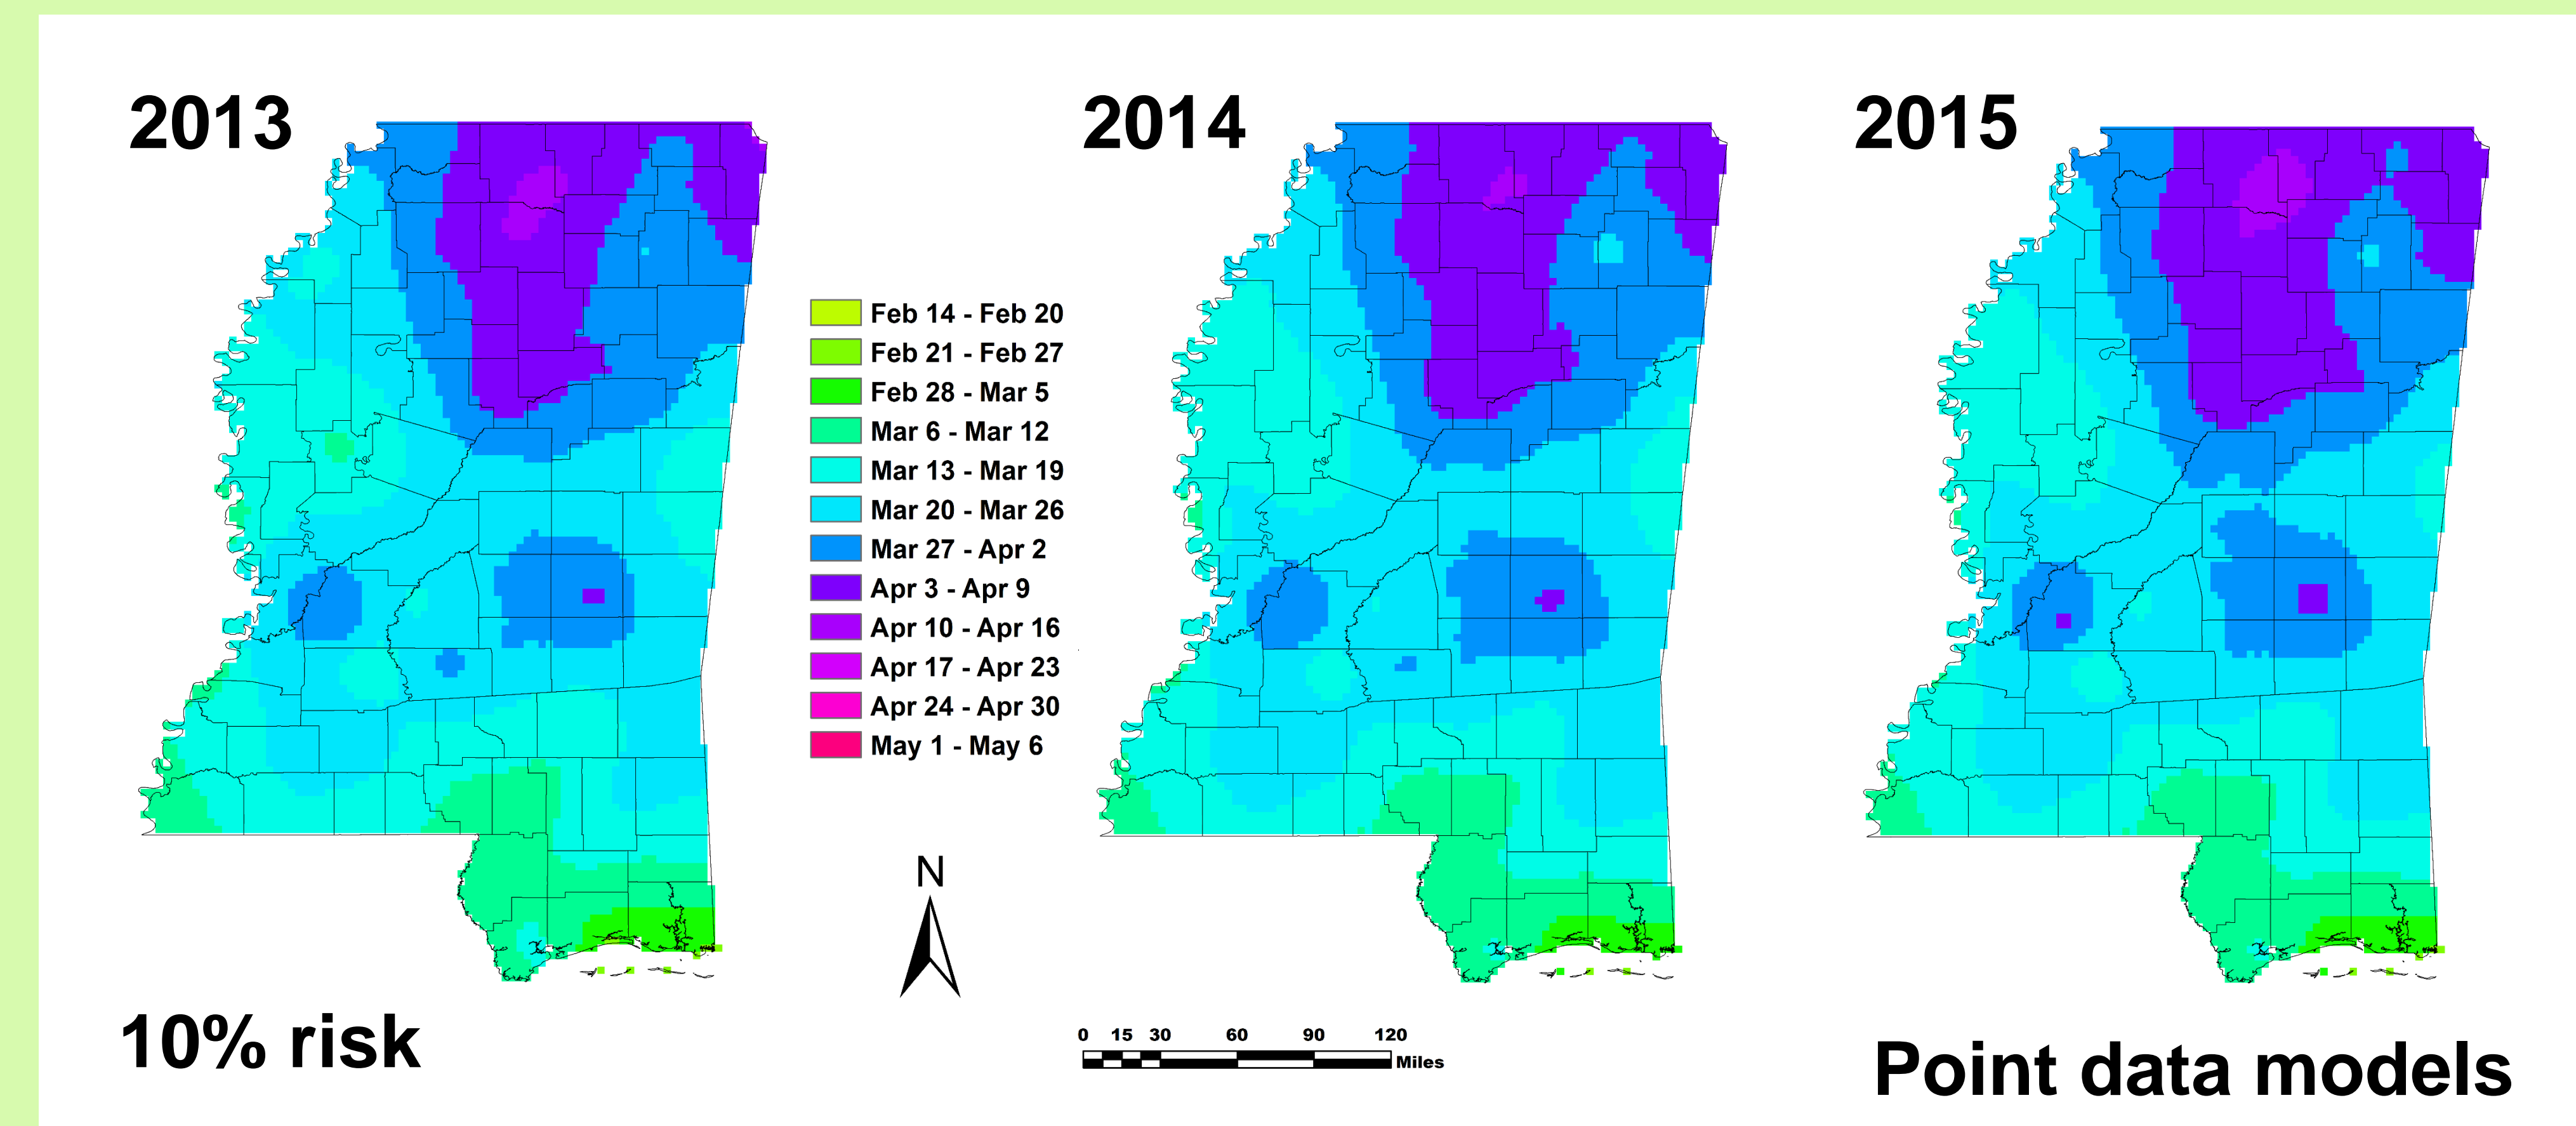 2013
2014
2015
Feb 14 - Feb 20
Feb 21 - Feb 27
Feb 28 - Mar 5
Mar 6 - Mar 12
Mar 13 - Mar 19
Mar 20 - Mar 26
Mar 27 - Apr 2
Apr 3 - Apr 9
Apr 10 - Apr 16
Apr 17 - Apr 23
Apr 24 - Apr 30
May 1 - May 6
N
0 15 30 60 90 120
Miles
10% risk
Point data models